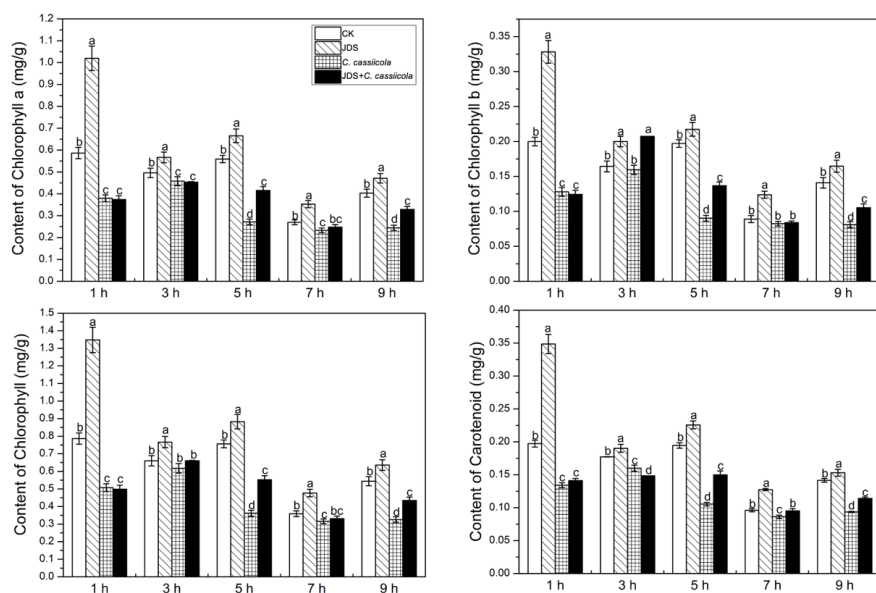 Content of Chlorophyll a (mg/g)
1.2
1.1
1.0
0.9
0.8
0.7
0.6
0.5
0.4
0.3
0.2
0.1
0.0
CK
JDS
C. cassiicola
JDS+C. cassiicola
b a c c
b a c c
b a d c
b a c bc
b a d c
1 h 3 h 5 h 7 h 9 h
Content of Chlorophyll b (mg/g)
0.35
0.30
0.25
0.20
0.15
0.10
0.05
0.00
b a c c
b a b a
b a d c
b a b b
b a d c
1 h 3 h 5 h 7 h 9 h
Content of Chlorophyll (mg/g)
1.5
1.4
1.3
1.2
1.1
1.0
0.9
0.8
0.7
0.6
0.5
0.4
0.3
0.2
0.1
0.0
b a c c
b a b b
b a d c
b a c bc
b a d c
1 h 3 h 5 h 7 h 9 h
Content of Carotenoid (mg/g)
0.40
0.35
0.30
0.25
0.20
0.15
0.10
0.05
0.00
b a c c
b a c d
b a d c
b a c b
b a d c
1 h 3 h 5 h 7 h 9 h